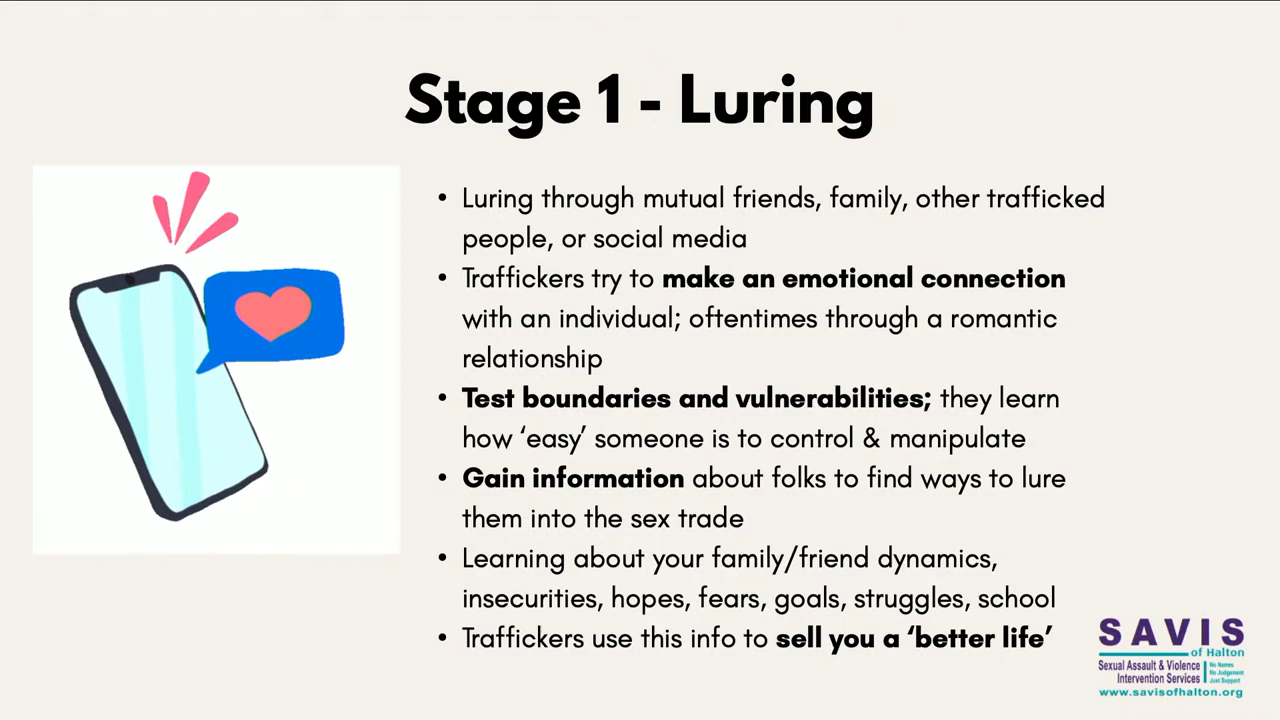 Stage 1 - Luring
• Luring through mutual friends, family, other trafficked
people, or social media
• Traffickers try to make an emotional connection
with an individual; oftentimes through a romantic
relationship
• Test boundaries and vulnerabilities; they learn
how ‘easy’ someone is to control & manipulate
• Gain information about folks to find ways to lure
them into the sex trade
• Learning about your family/friend dynamics,
insecurities, hopes, fears, goals, struggles, school
• Traffickers use this info to sell you a ‘better life’
SAVIS
of Halton
Sexual Assault & Violence
Intervention Services
No Names
No Judgement
Just Support
www.savisofhalton.org